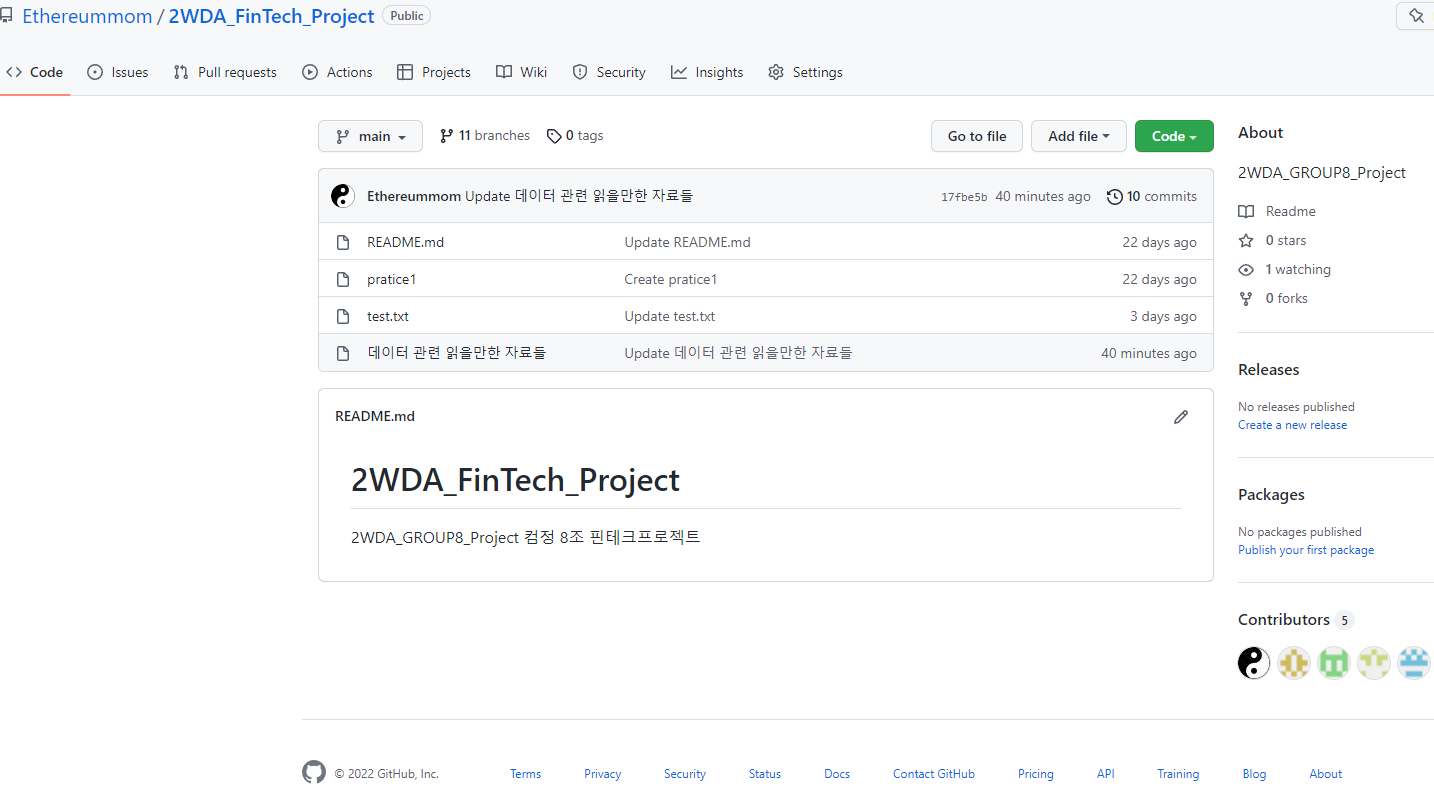 Ethereummom / 2WDA_FinTech_Project Public
Code Issues Pull requests Actions Projects Wiki Security Insights Settings
main 11 branches 0 tags Go to file Add file Code
Ethereummom Update 데이터 관련 읽을만한 자료들 17fbe5b 40 minutes ago 10 commits
README.md Update README.md 22 days ago
pratice1 Create pratice1 22 days ago
test.txt Update test.txt 3 days ago
데이터 관련 읽을만한 자료들 Update 데이터 관련 읽을만한 자료들 40 minutes ago
README.md
2WDA_FinTech_Project
2WDA_GROUP8_Project 컴정 8조 핀테크프로젝트
About
2WDA_GROUP8_Project
Readme
0 stars
1 watching
0 forks
Releases
No releases published
Create a new release
Packages
No packages published
Publish your first package
Contributors 5
© 2022 GitHub, Inc. Terms Privacy Security Status Docs Contact GitHub Pricing API Training Blog About